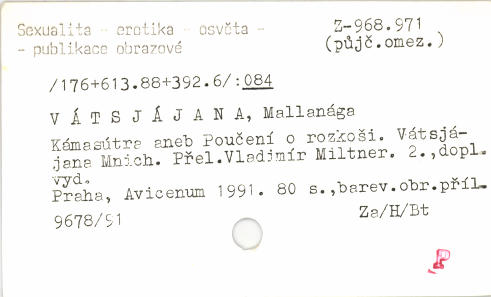 Sexualita - erotika - osvěta -
- publikace obrazové
Z-968.971
(půjč.omez.)
/176+613.88+392.6/:084
V Á T S J Á J A N A, Mallanága
Kámasútra aneb Poučení o rozkoši. Vátsjá-
jana Mnich. Přel.Vladimír Miltner. 2.,dopl.
vyd.
Praha, Avicenum 1991. 80 s.,barev.obr.příl.
9678/91
Za/H/Bt